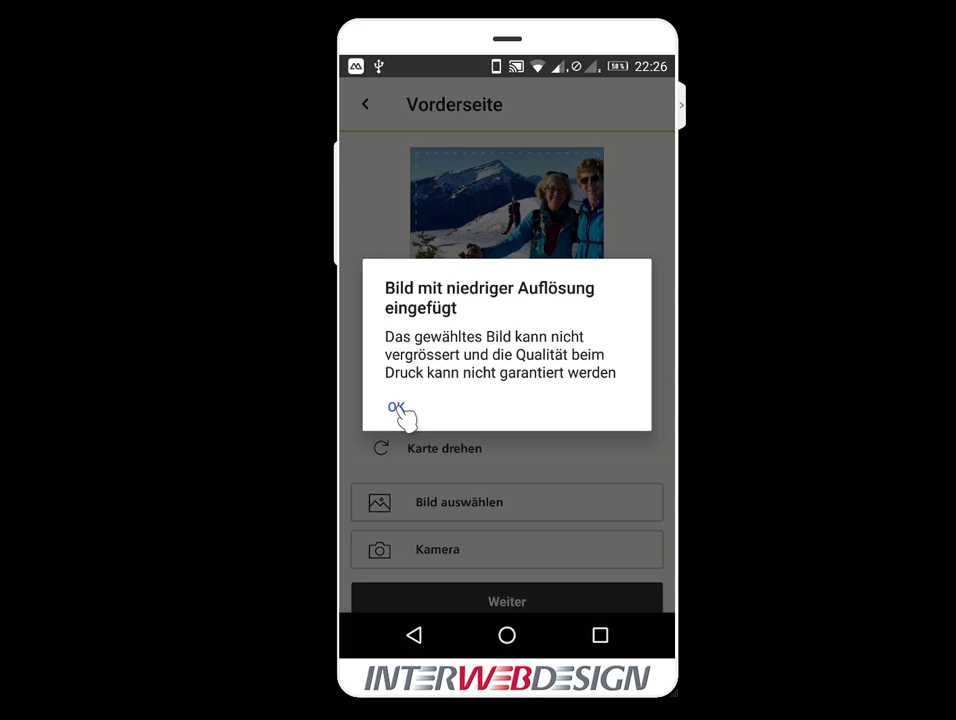 58 %
22:26
Vorderseite
Bild mit niedriger Auflösung
eingefügt
Das gewähltes Bild kann nicht
vergrössert und die Qualität beim
Druck kann nicht garantiert werden
OK
Karte drehen
Bild auswählen
Kamera
Weiter
INTERWEBDESIGN